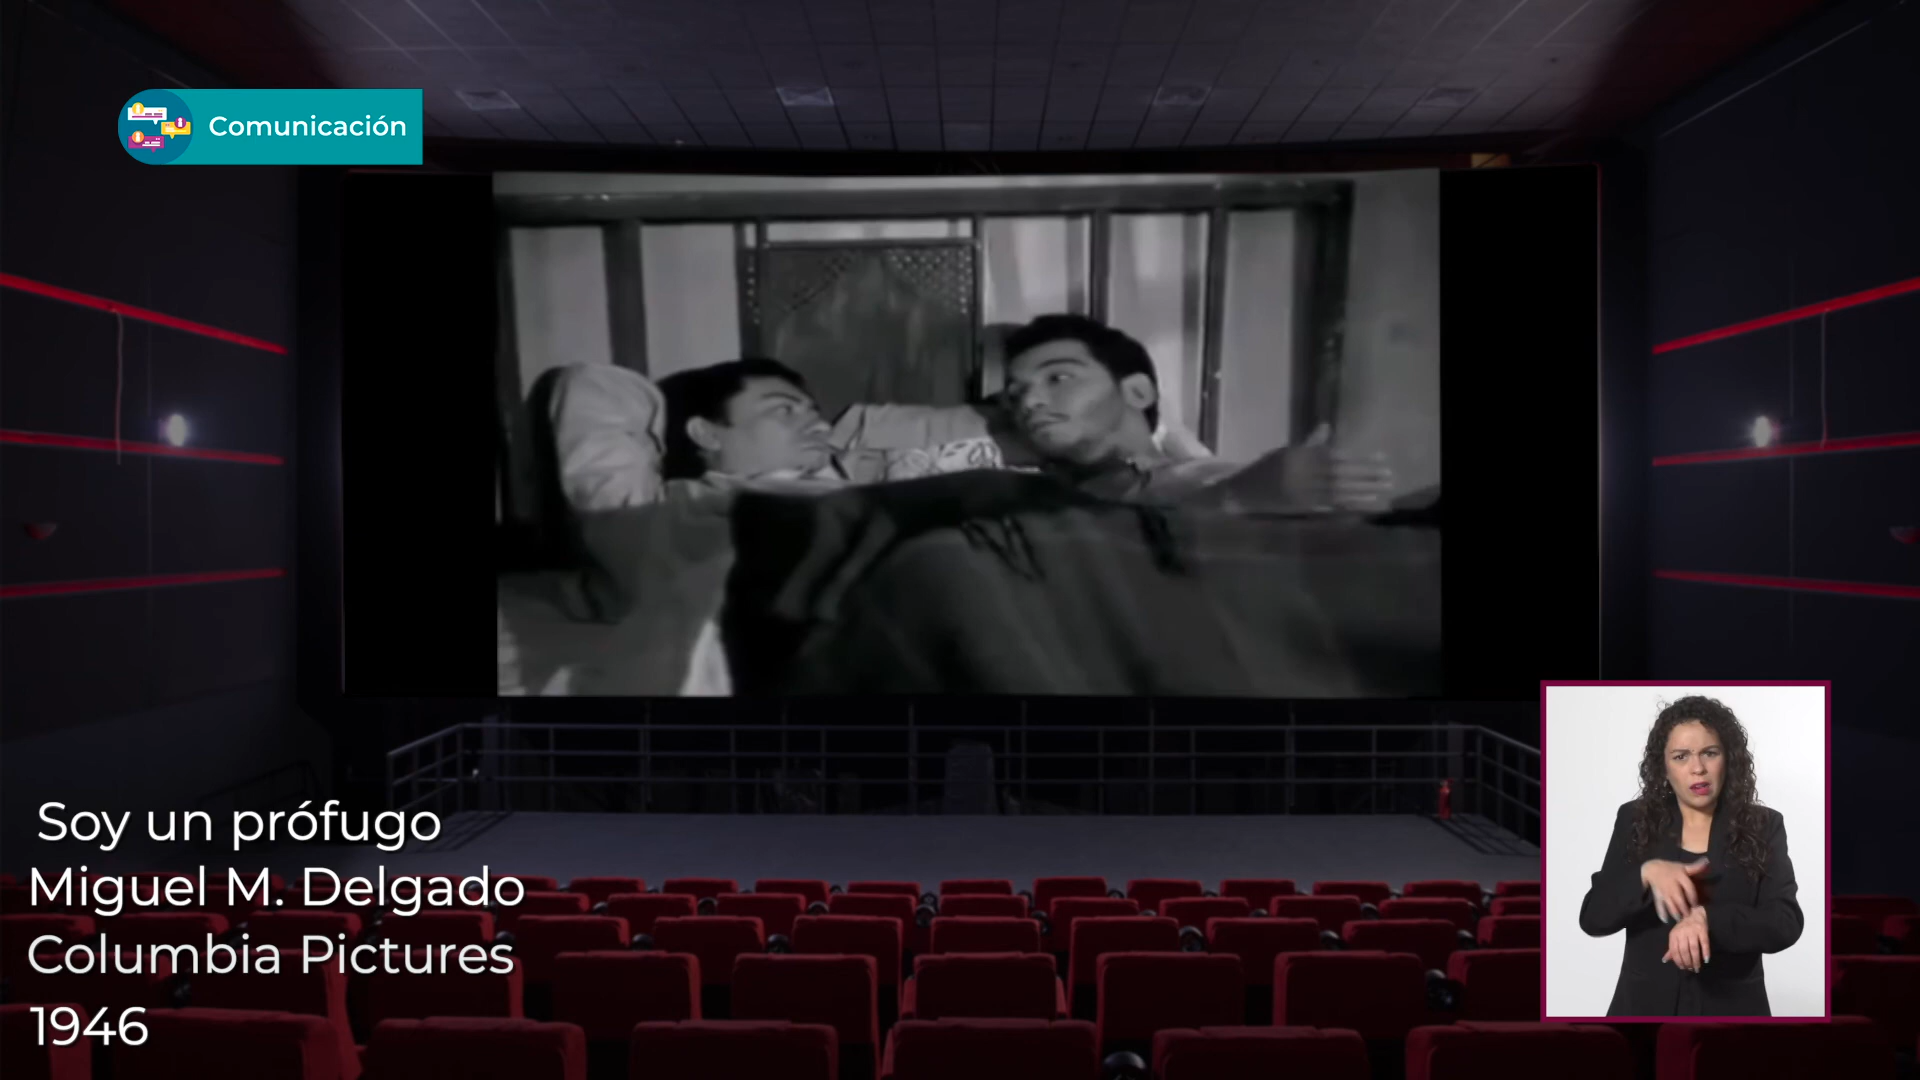 Comunicación
Soy un prófugo
Miguel M. Delgado
Columbia Pictures
1946